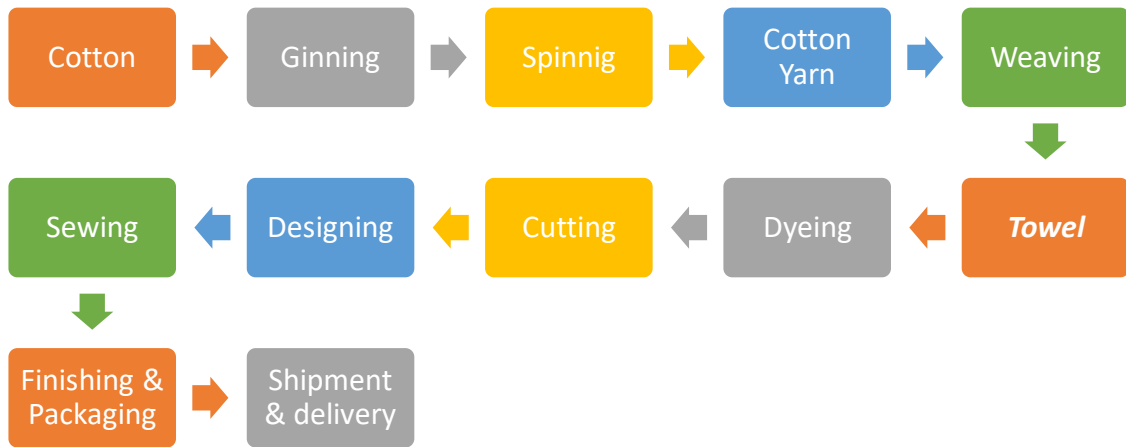 Cotton
Ginning
Spinnig
Cotton
Yarn
Weaving
Towel
Dyeing
Cutting
Designing
Sewing
Finishing &
Packaging
Shipment
& delivery